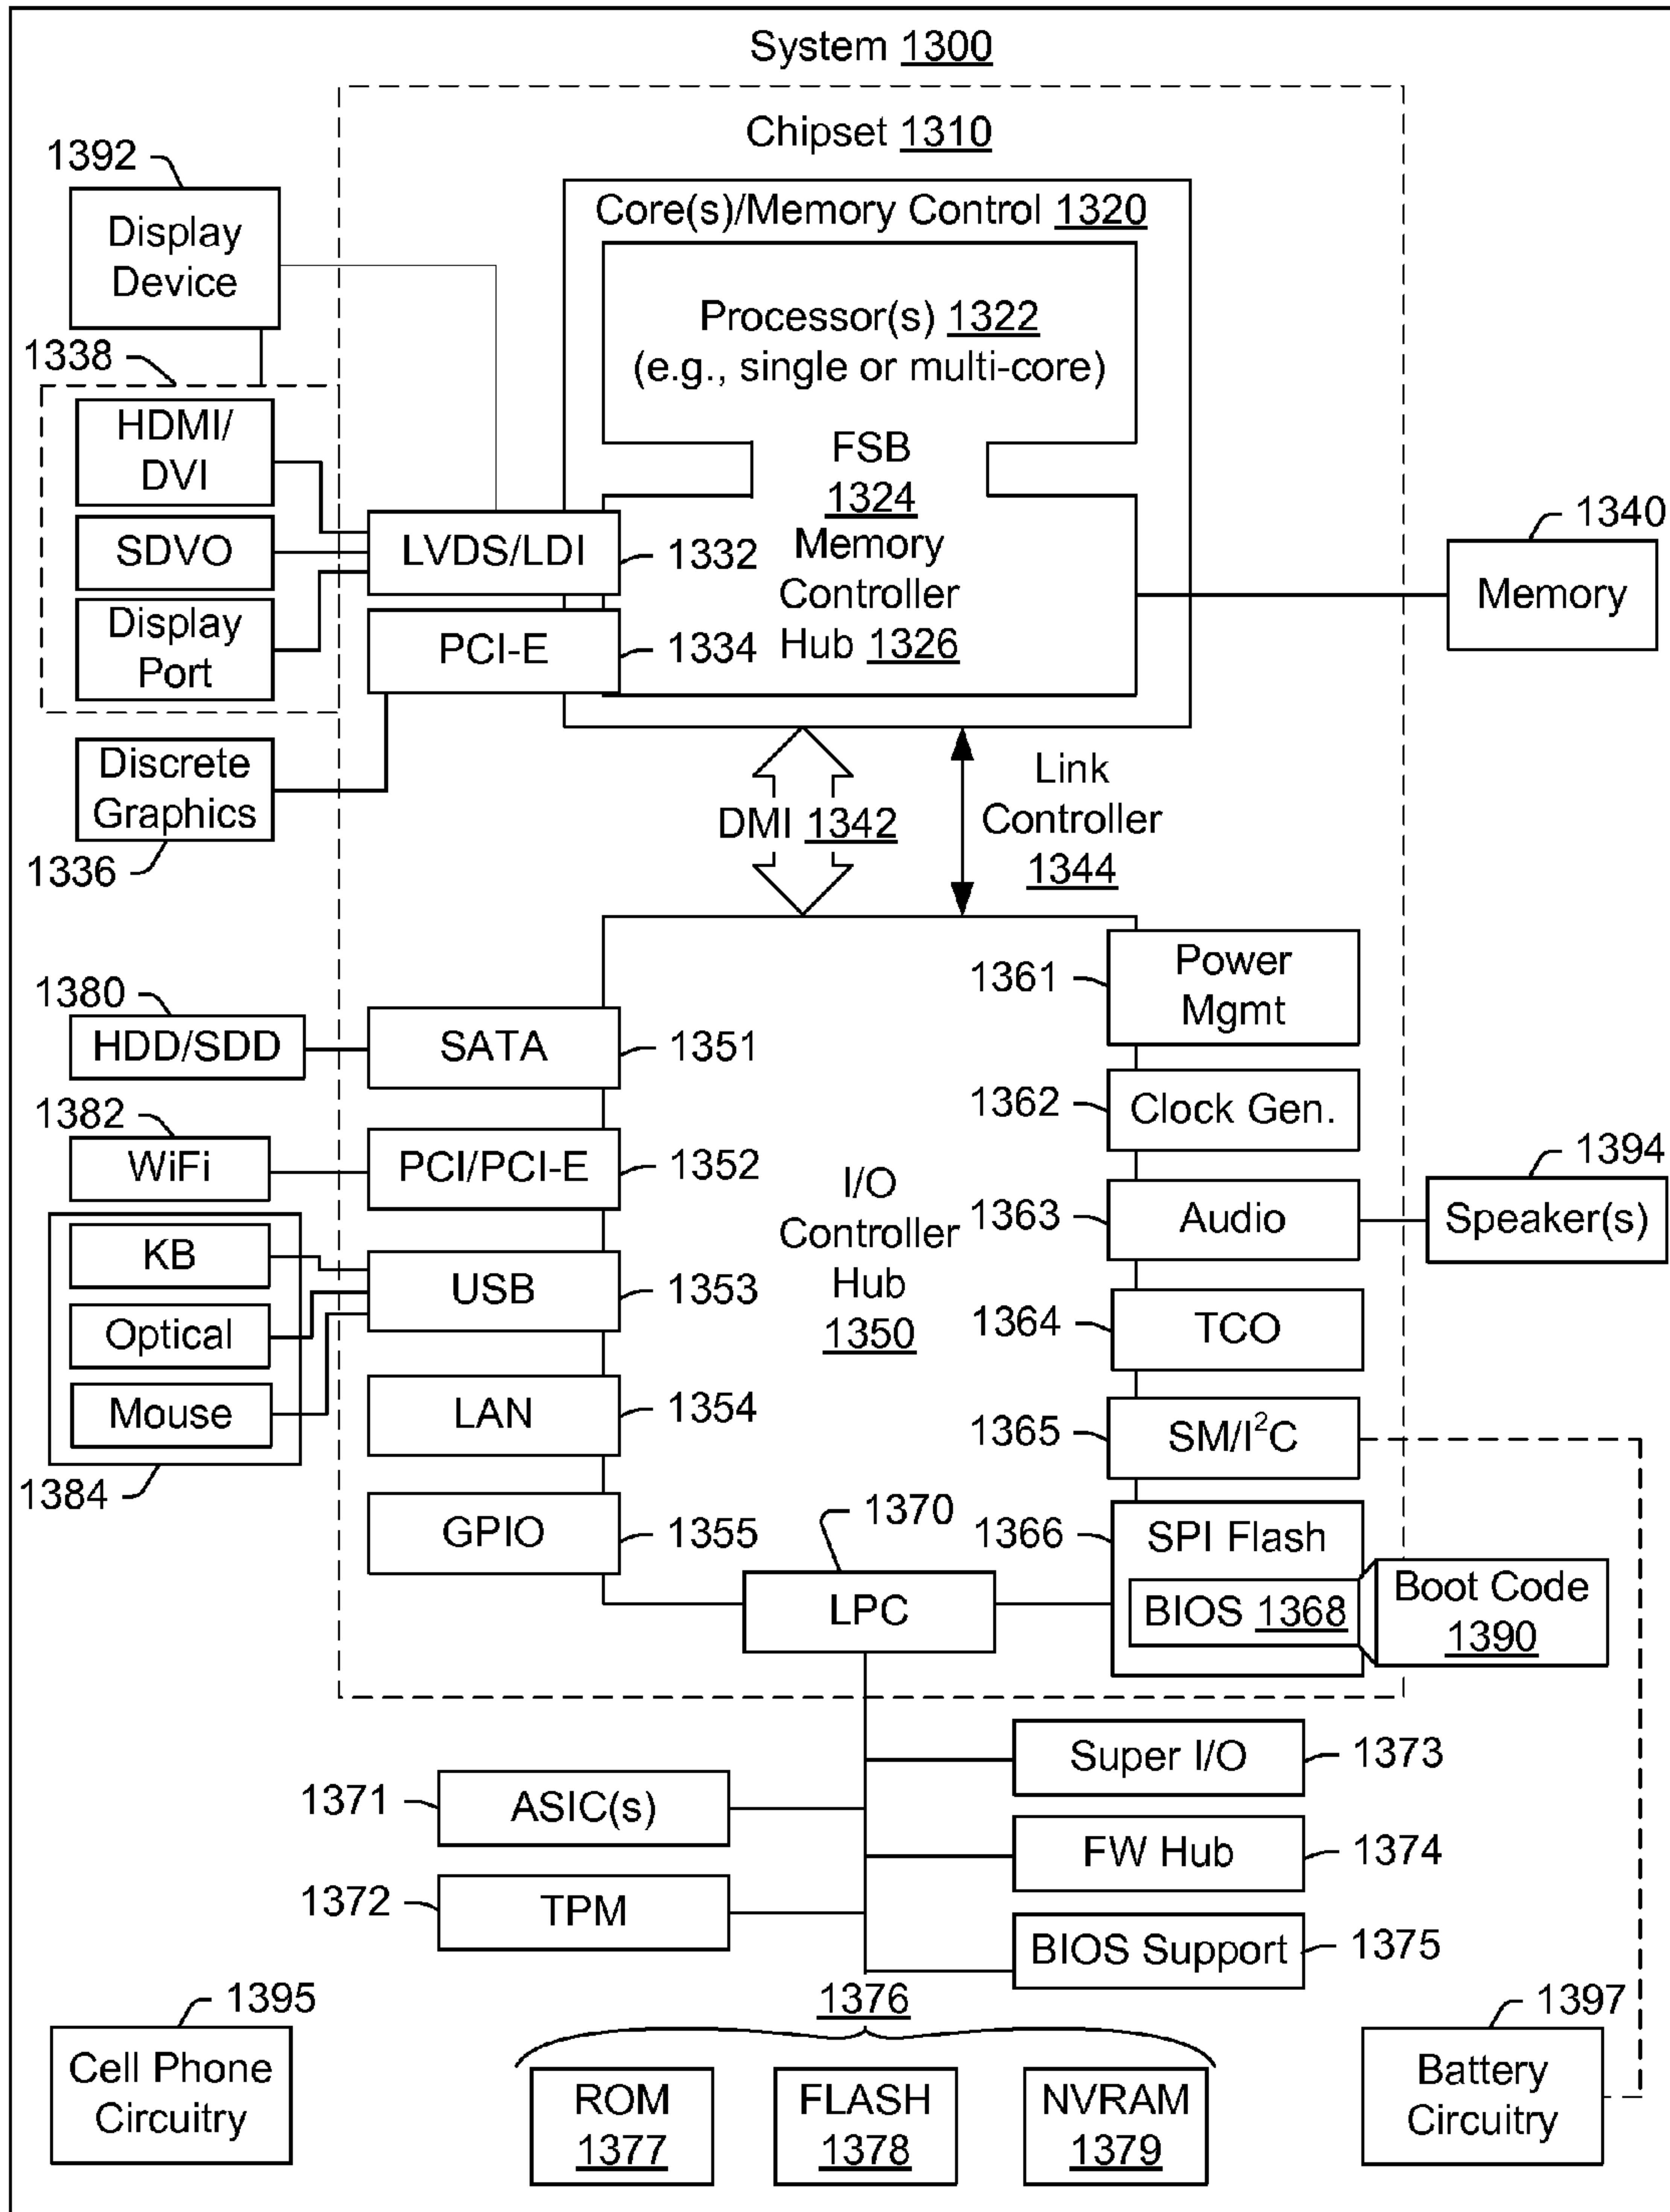 System 1300
Chipset 1310
1392
Display
Device
Core(s)/Memory Control 1320
Processor(s) 1322
(e.g., single or multi-core)
FSB
1324
Memory
Controller
Hub 1326
1338
HDMI/
DVI
SDVO
Display
Port
LVDS/LDI
1332
PCI-E
1334
1340
Memory
Discrete
Graphics
1336
DMI 1342
Link
Controller
1344
1380
HDD/SDD
SATA
1351
1382
WiFi
PCI/PCI-E
1352
KB
Optical
Mouse
1384
USB
1353
LAN
1354
GPIO
1355
I/O
Controller
Hub
1350
1361
Power
Mgmt
1362
Clock Gen.
1363
Audio
1394
Speaker(s)
1364
TCO
1365
SM/I²C
1366
SPI Flash
BIOS 1368
Boot Code
1390
1370
LPC
1371
ASIC(s)
1372
TPM
Super I/O
1373
FW Hub
1374
BIOS Support
1375
1395
Cell Phone
Circuitry
1376
ROM
1377
FLASH
1378
NVRAM
1379
1397
Battery
Circuitry